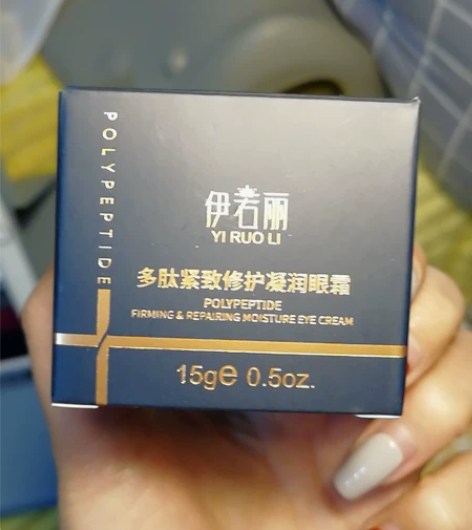 POLYPEPTIDE
伊若丽
YI RUO LI
多肽紧致修护凝润眼霜
POLYPEPTIDE
FIRMING & REPAIRING MOISTURE EYE CREAM
15g℮ 0.5oz.